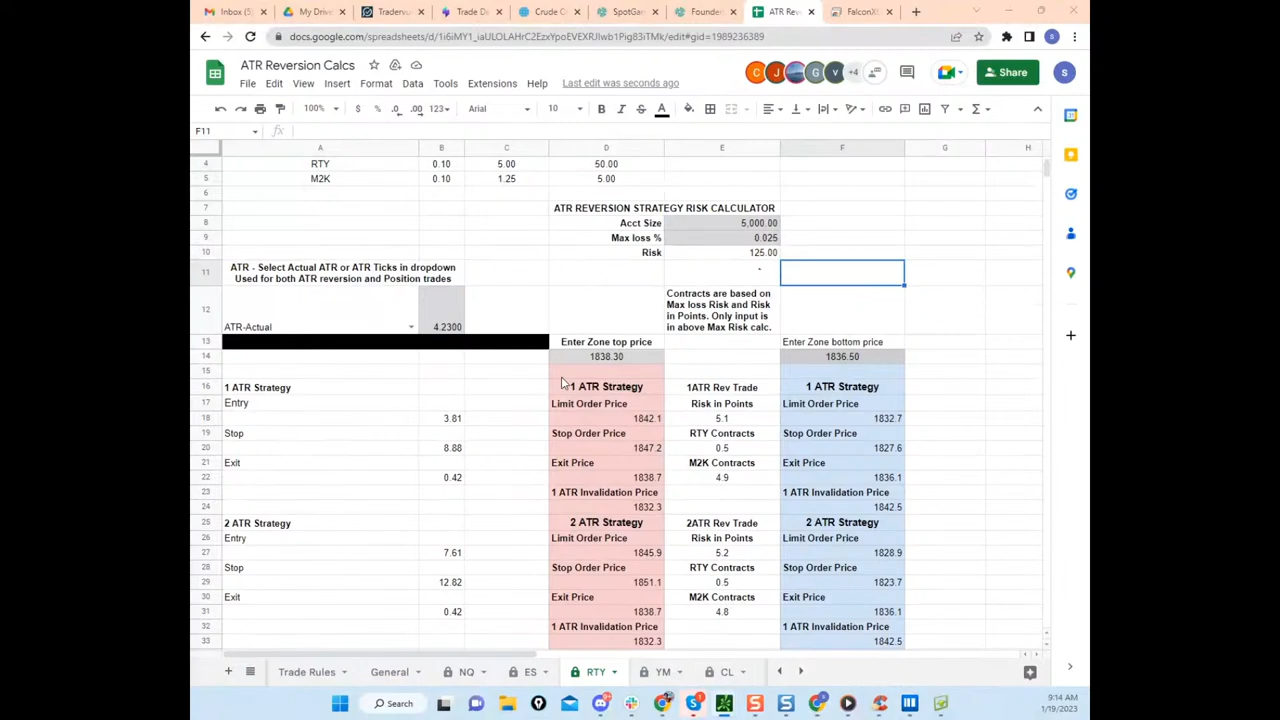 Inbox (5
My Drive
Tradervu
Trade Da
Crude O
SpotGam
Founder
ATR Rev
FalconX
docs.google.com/spreadsheets/d/1i6iMY1_iaULOLAHrC2EzxYpoEVEXRJlwb1Pig83iTMk/edit#gid=1989236389
S
ATR Reversion Calcs
File Edit View Insert Format Data Tools Extensions Help Last edit was seconds ago
C J G v +4 Share S
100% $ % .0 .00 123 Arial 10 B I S A
F11 fx
A B C D E F G H
4 RTY 0.10 5.00 50.00
5 M2K 0.10 1.25 5.00
6
7 ATR REVERSION STRATEGY RISK CALCULATOR
8 Acct Size 5,000.00
9 Max loss % 0.025
10 Risk 125.00
11 ATR - Select Actual ATR or ATR Ticks in dropdown
Used for both ATR reversion and Position trades
Contracts are based on
Max loss Risk and Risk
in Points. Only input is
in above Max Risk calc.
12 ATR-Actual 4.2300
13 Enter Zone top price Enter Zone bottom price
14 1838.30 1836.50
15
16 1 ATR Strategy 1 ATR Strategy 1ATR Rev Trade 1 ATR Strategy
17 Entry Limit Order Price Risk in Points Limit Order Price
18 3.81 1842.1 5.1 1832.7
19 Stop Stop Order Price RTY Contracts Stop Order Price
20 8.88 1847.2 0.5 1827.6
21 Exit Exit Price M2K Contracts Exit Price
22 0.42 1838.7 4.9 1836.1
23 1 ATR Invalidation Price 1 ATR Invalidation Price
24 1832.3 1842.5
25 2 ATR Strategy 2 ATR Strategy 2ATR Rev Trade 2 ATR Strategy
26 Entry Limit Order Price Risk in Points Limit Order Price
27 7.61 1845.9 5.2 1828.9
28 Stop Stop Order Price RTY Contracts Stop Order Price
29 12.82 1851.1 0.5 1823.7
30 Exit Exit Price M2K Contracts Exit Price
31 0.42 1838.7 4.8 1836.1
32 1 ATR Invalidation Price 1 ATR Invalidation Price
33 1832.3 1842.5
Trade Rules General NQ ES RTY YM CL
Search
9:14 AM
1/19/2023